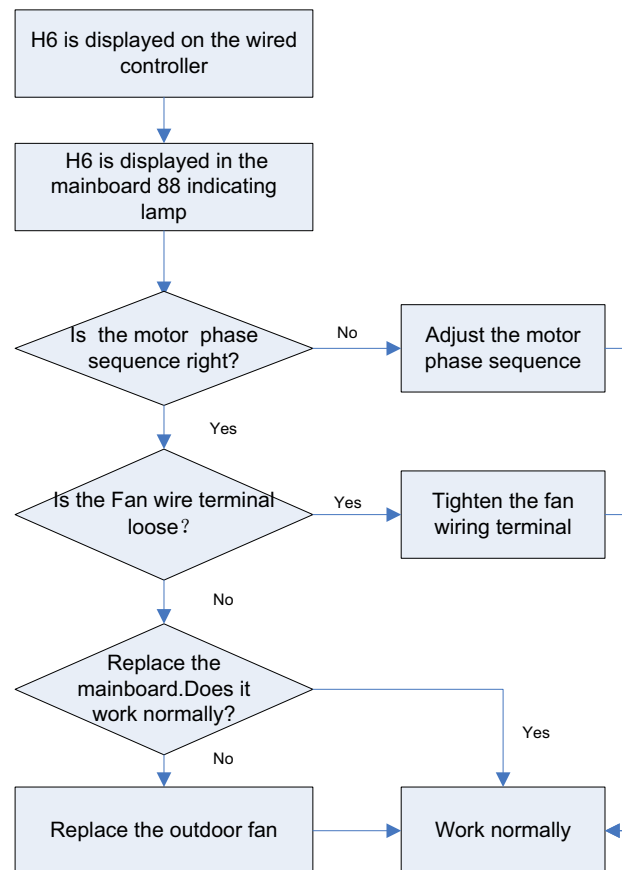 H6 is displayed on the wired
controller
H6 is displayed in the
mainboard 88 indicating
lamp
Is  the motor  phase
sequence right?
No
Adjust the motor
phase sequence
Yes
Is the Fan wire terminal
loose？
Yes
Tighten the fan
wiring terminal
No
Replace the
mainboard.Does it
work normally?
Yes
No
Replace the outdoor fan
Work normally